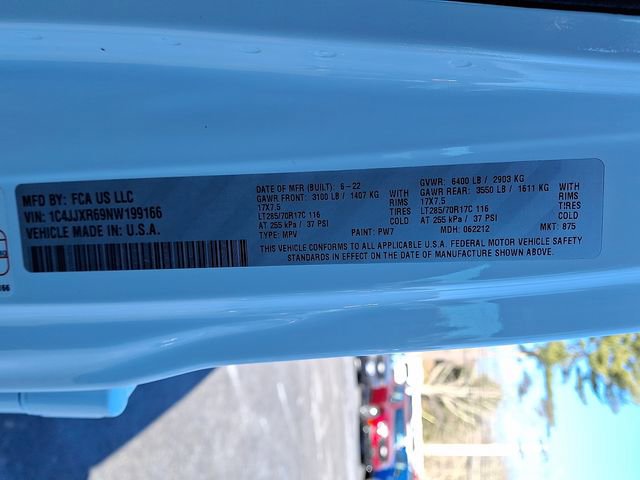 MFD BY: FCA US LLC
VIN: 1C4JJXR69NW199166
VEHICLE MADE IN: U.S.A.
DATE OF MFR (BUILT): 6-22
GAWR FRONT: 3100 LB / 1407 KG WITH
17X7.5 RIMS
LT285/70R17C 116 TIRES
AT 255 kPa / 37 PSI COLD
TYPE: MPV PAINT: PW7
GVWR: 6400 LB / 2903 KG
GAWR REAR: 3550 LB / 1611 KG WITH
17X7.5 RIMS
LT285/70R17C 116 TIRES
AT 255 kPa / 37 PSI COLD
MDH: 062212 MKT: 875
THIS VEHICLE CONFORMS TO ALL APPLICABLE U.S.A. FEDERAL MOTOR VEHICLE SAFETY
STANDARDS IN EFFECT ON THE DATE OF MANUFACTURE SHOWN ABOVE.
166